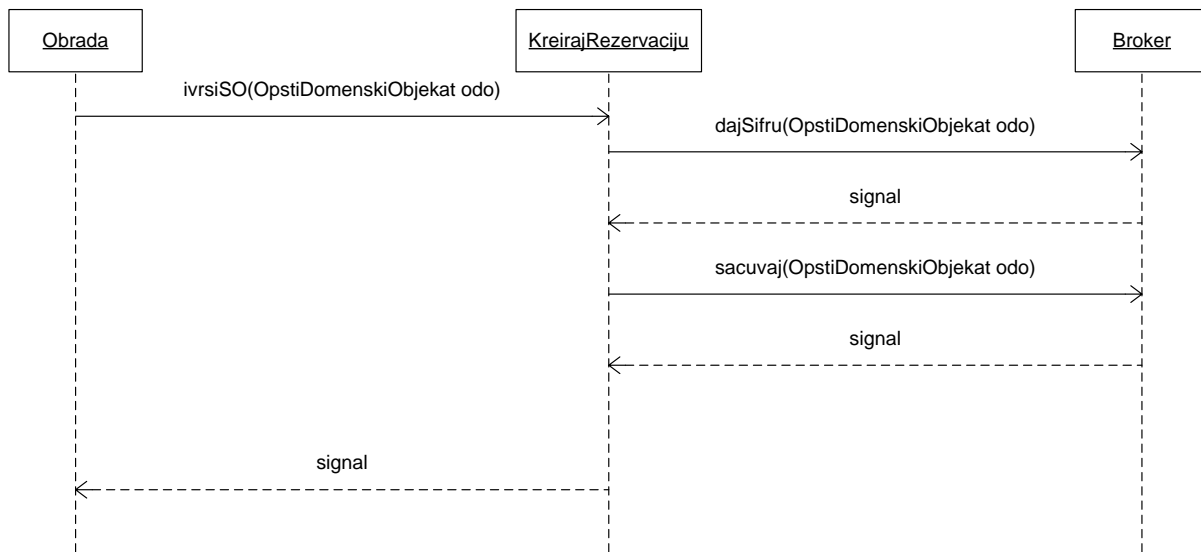 Obrada
KreirajRezervaciju
Broker
ivrsiSO(OpstiDomenskiObjekat odo)
dajSifru(OpstiDomenskiObjekat odo)
signal
sacuvaj(OpstiDomenskiObjekat odo)
signal
signal